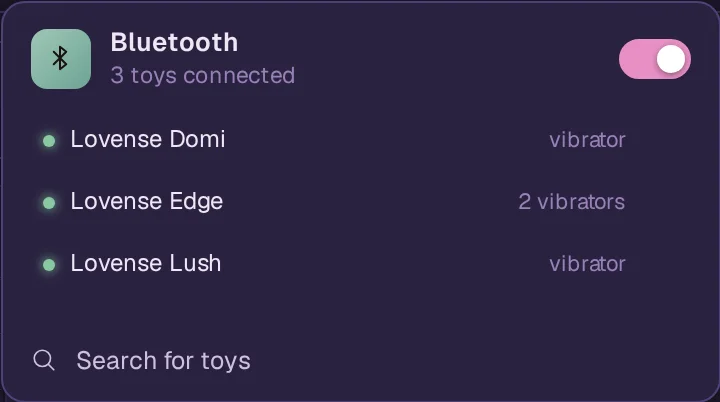 Bluetooth
3 toys connected
Lovense Domi vibrator
Lovense Edge 2 vibrators
Lovense Lush vibrator
Search for toys